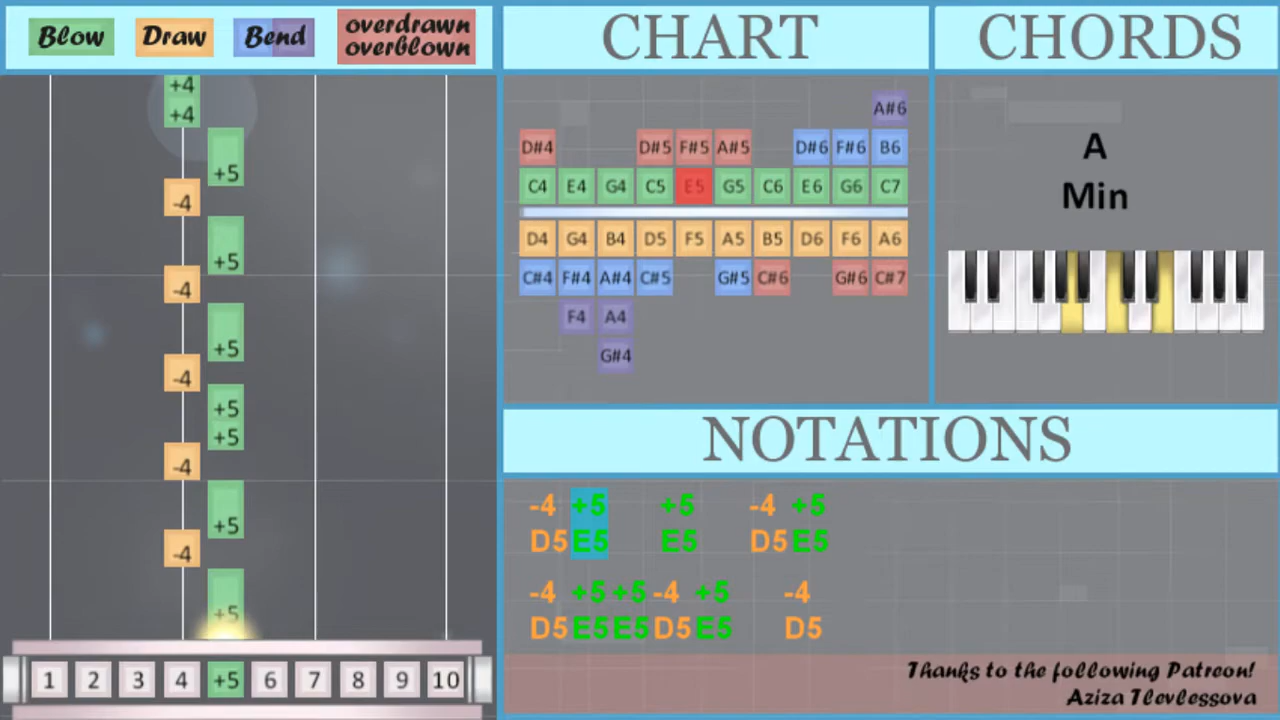 Blow Draw Bend overdrawn
overblown
CHART
CHORDS
+4
+4
+5
-4
+5
-4
+5
-4
+5
+5
-4
+5
-4
+5
1 2 3 4 +5 6 7 8 9 10
A#6
D#4 D#5 F#5 A#5 D#6 F#6 B6
C4 E4 G4 C5 E5 G5 C6 E6 G6 C7
D4 G4 B4 D5 F5 A5 B5 D6 F6 A6
C#4 F#4 A#4 C#5 G#5 C#6 G#6 C#7
F4 A4
G#4
A
Min
NOTATIONS
-4 +5 +5 -4 +5
D5 E5 E5 D5 E5
-4 +5 +5 -4 +5 -4
D5 E5 E5 D5 E5 D5
Thanks to the following Patreon!
Aziza Tlevlessova